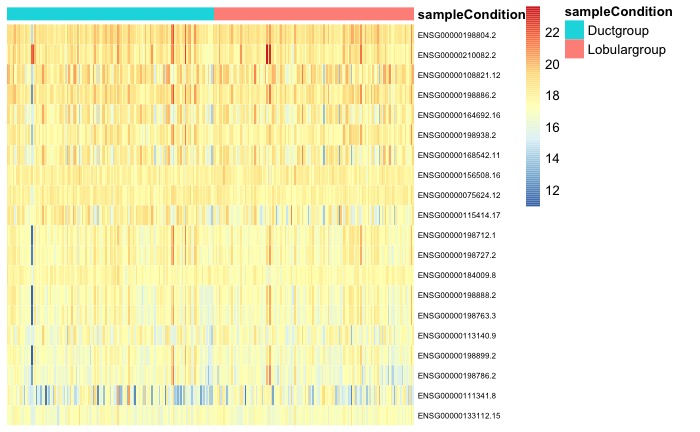 sampleCondition
ENSG00000198804.2
ENSG00000210082.2
ENSG00000108821.12
ENSG00000198886.2
ENSG00000164692.16
ENSG00000198938.2
ENSG00000168542.11
ENSG00000156508.16
ENSG00000075624.12
ENSG00000115414.17
ENSG00000198712.1
ENSG00000198727.2
ENSG00000184009.8
ENSG00000198888.2
ENSG00000198763.3
ENSG00000113140.9
ENSG00000198899.2
ENSG00000198786.2
ENSG00000111341.8
ENSG00000133112.15
22
20
18
16
14
12
sampleCondition
Ductgroup
Lobulargroup